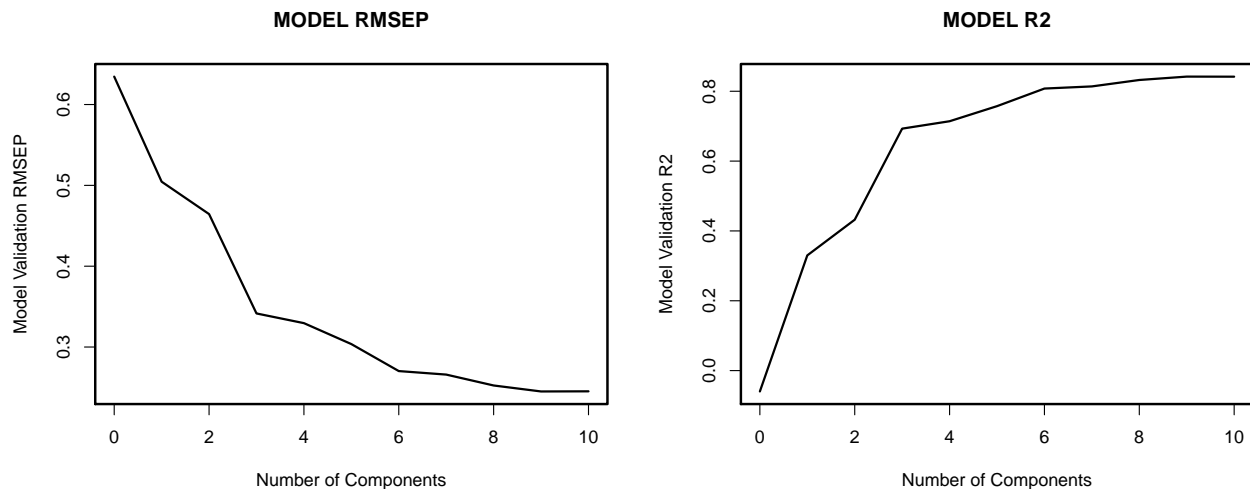 MODEL RMSEP
Model Validation RMSEP
0.6
0.5
0.4
0.3
0 2 4 6 8 10
Number of Components
MODEL R2
Model Validation R2
0.8
0.6
0.4
0.2
0.0
0 2 4 6 8 10
Number of Components